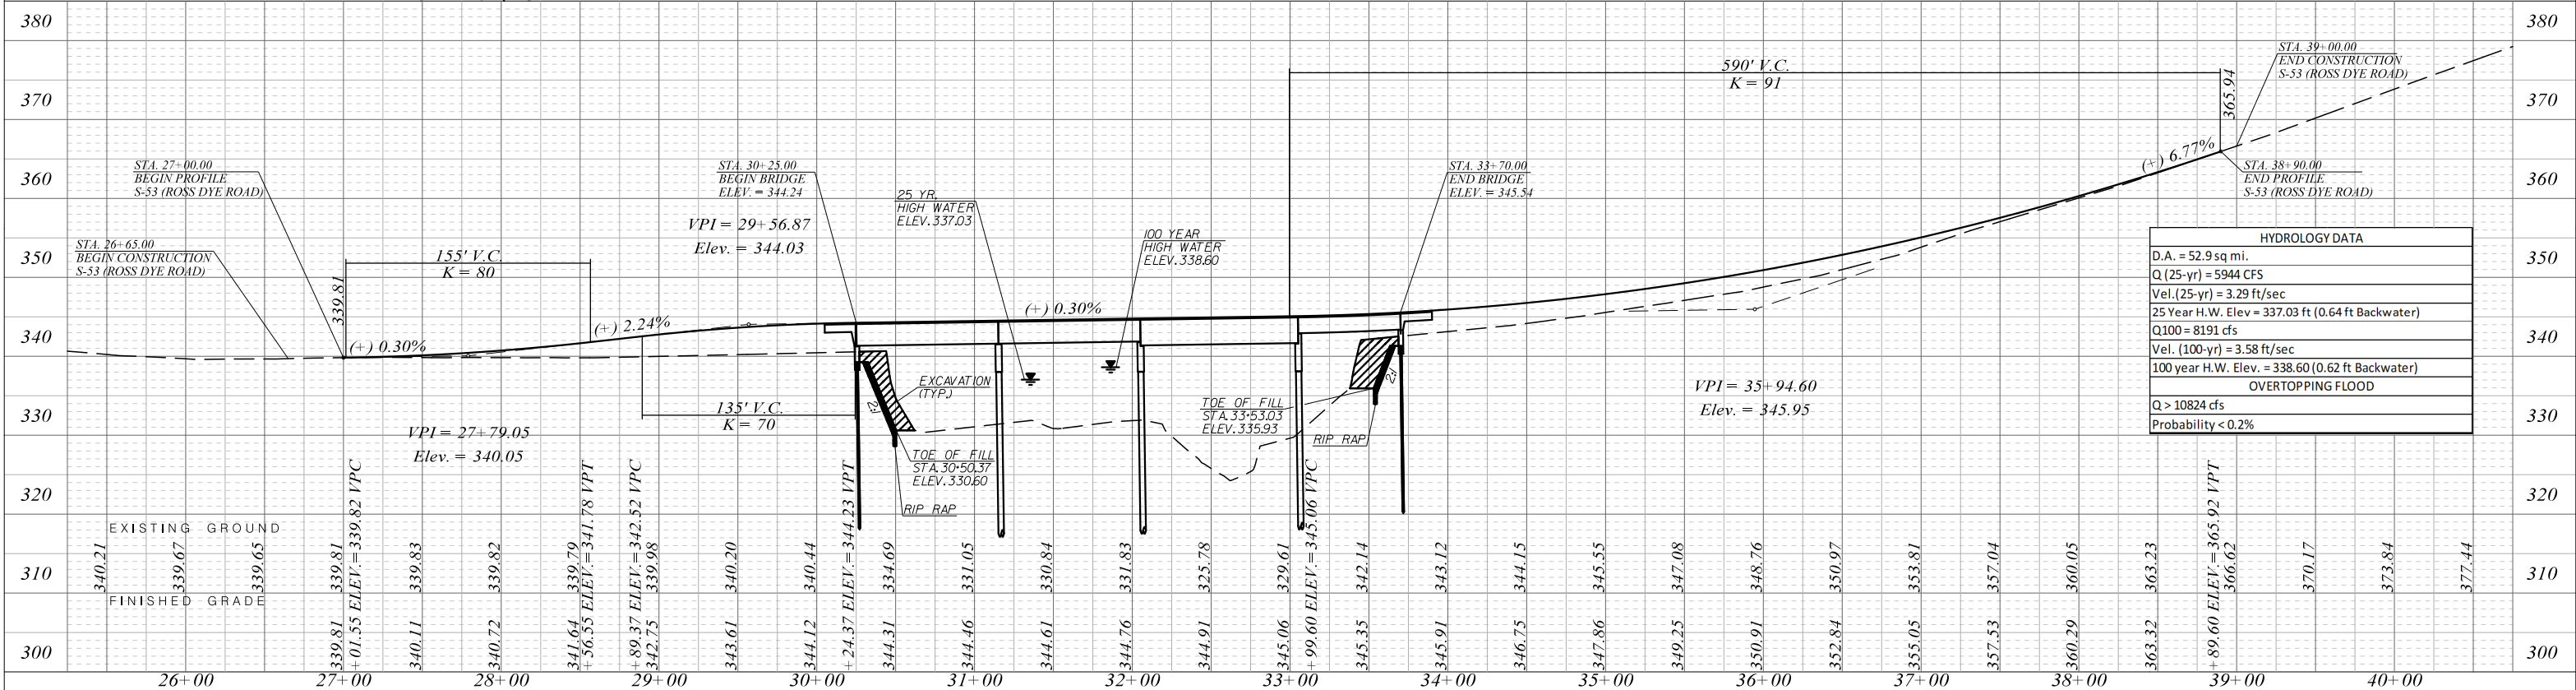 380
370
360
350
340
330
320
310
300
380
370
360
350
340
330
320
310
300
STA. 27+00.00
BEGIN PROFILE
S-53 (ROSS DYE ROAD)
STA. 26+65.00
BEGIN CONSTRUCTION
S-53 (ROSS DYE ROAD)
339.81
155' V.C.
K = 80
(+) 0.30%
(+) 2.24%
VPI = 27+79.05
Elev. = 340.05
VPI = 29+56.87
Elev. = 344.03
135' V.C.
K = 70
STA. 30+25.00
BEGIN BRIDGE
ELEV. = 344.24
25 YR.
HIGH WATER
ELEV.337.03
100 YEAR
HIGH WATER
ELEV.338.60
(+) 0.30%
EXCAVATION
(TYP.)
2:1
TOE OF FILL
STA.30+50.37
ELEV.330.60
RIP RAP
TOE OF FILL
STA.33+53.03
ELEV.335.93
RIP RAP
2:1
STA. 33+70.00
END BRIDGE
ELEV. = 345.54
590' V.C.
K = 91
VPI = 35+94.60
Elev. = 345.95
(+) 6.77%
365.94
STA. 39+00.00
END CONSTRUCTION
S-53 (ROSS DYE ROAD)
STA. 38+90.00
END PROFILE
S-53 (ROSS DYE ROAD)
HYDROLOGY DATA
D.A. = 52.9 sq mi.
Q (25-yr) = 5944 CFS
Vel.(25-yr) = 3.29 ft/sec
25 Year H.W. Elev = 337.03 ft (0.64 ft Backwater)
Q100 = 8191 cfs
Vel. (100-yr) = 3.58 ft/sec
100 year H.W. Elev. = 338.60 (0.62 ft Backwater)
OVERTOPPING FLOOD
Q > 10824 cfs
Probability < 0.2%
+01.55 ELEV.=339.82 VPC
+56.55 ELEV.=341.78 VPT
+89.37 ELEV.=342.52 VPC
+24.37 ELEV.=344.23 VPT
+99.60 ELEV.=345.06 VPC
+89.60 ELEV.=365.92 VPT
EXISTING GROUND
340.21
339.67
339.65
339.81
339.83
339.82
339.79
339.98
340.20
340.44
334.69
331.05
330.84
331.83
325.78
329.61
342.14
343.12
344.15
345.55
347.08
348.76
350.97
353.81
357.04
360.05
363.23
366.62
370.17
373.84
377.44
FINISHED GRADE
339.81
340.11
340.72
341.64
342.75
343.61
344.12
344.31
344.46
344.61
344.76
344.91
345.06
345.35
345.91
346.75
347.86
349.25
350.91
352.84
355.05
357.53
360.29
363.32
26+00
27+00
28+00
29+00
30+00
31+00
32+00
33+00
34+00
35+00
36+00
37+00
38+00
39+00
40+00